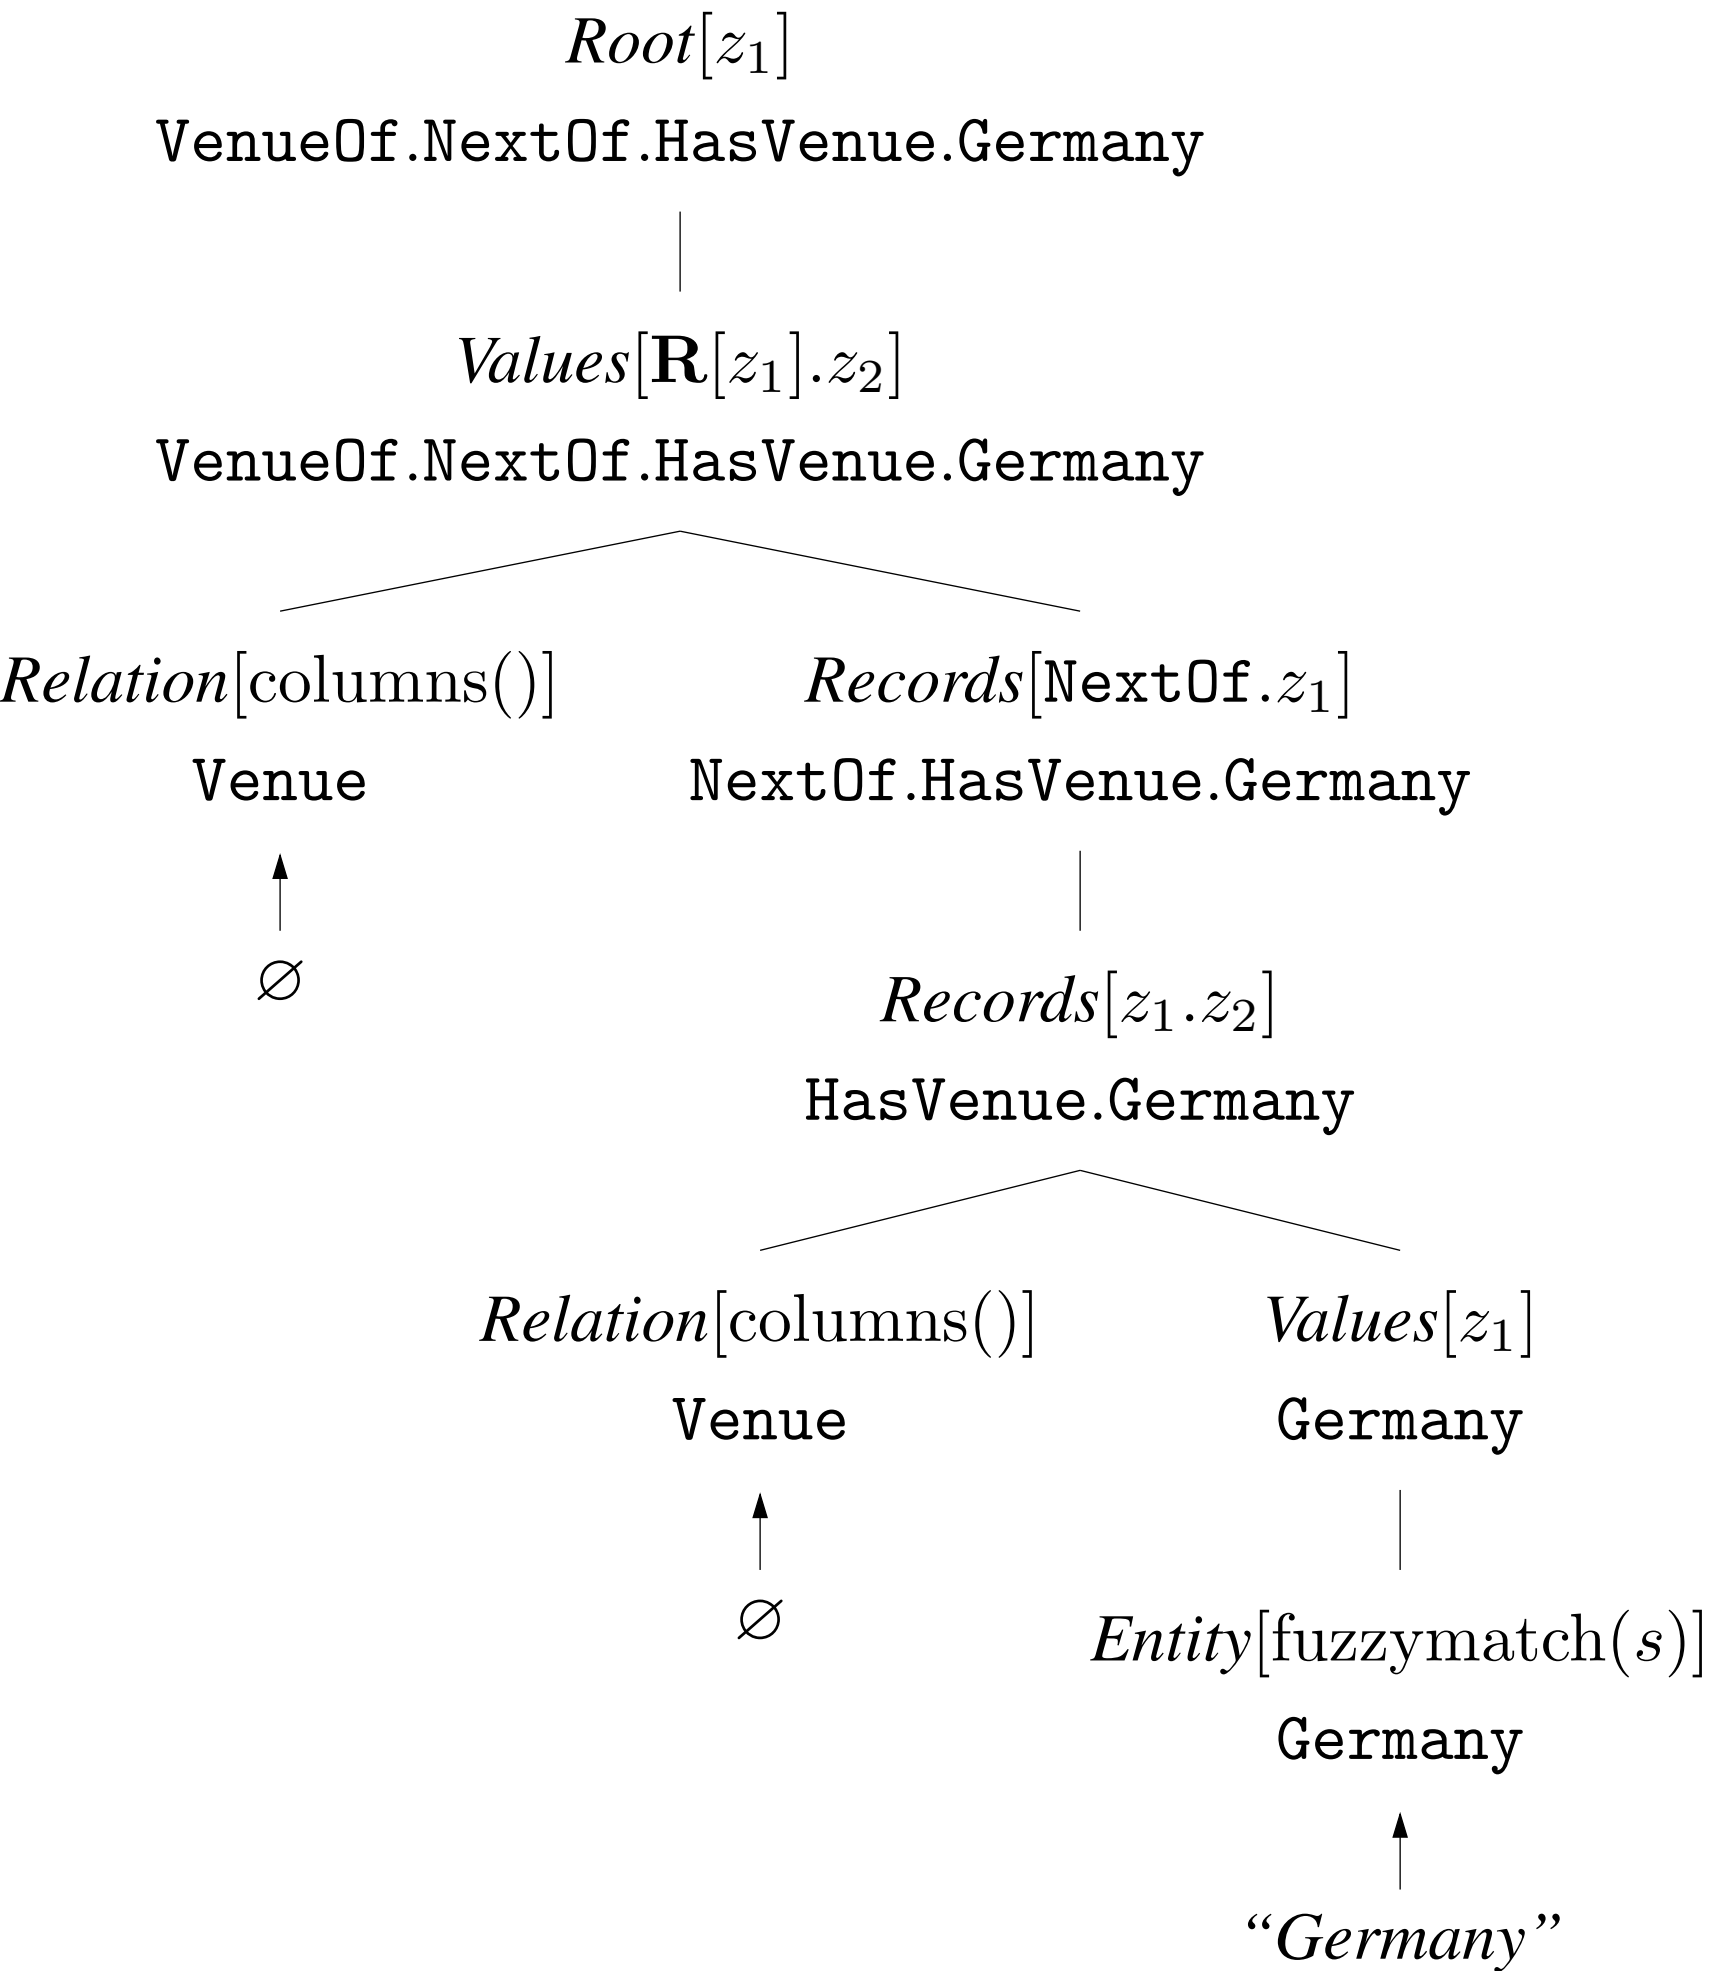 Root[z₁]
VenueOf.NextOf.HasVenue.Germany
Values[R[z₁].z₂]
VenueOf.NextOf.HasVenue.Germany
Relation[columns()]
Venue
∅
Records[NextOf.z₁]
NextOf.HasVenue.Germany
Records[z₁.z₂]
HasVenue.Germany
Relation[columns()]
Venue
∅
Values[z₁]
Germany
Entity[fuzzymatch(s)]
Germany
“Germany”